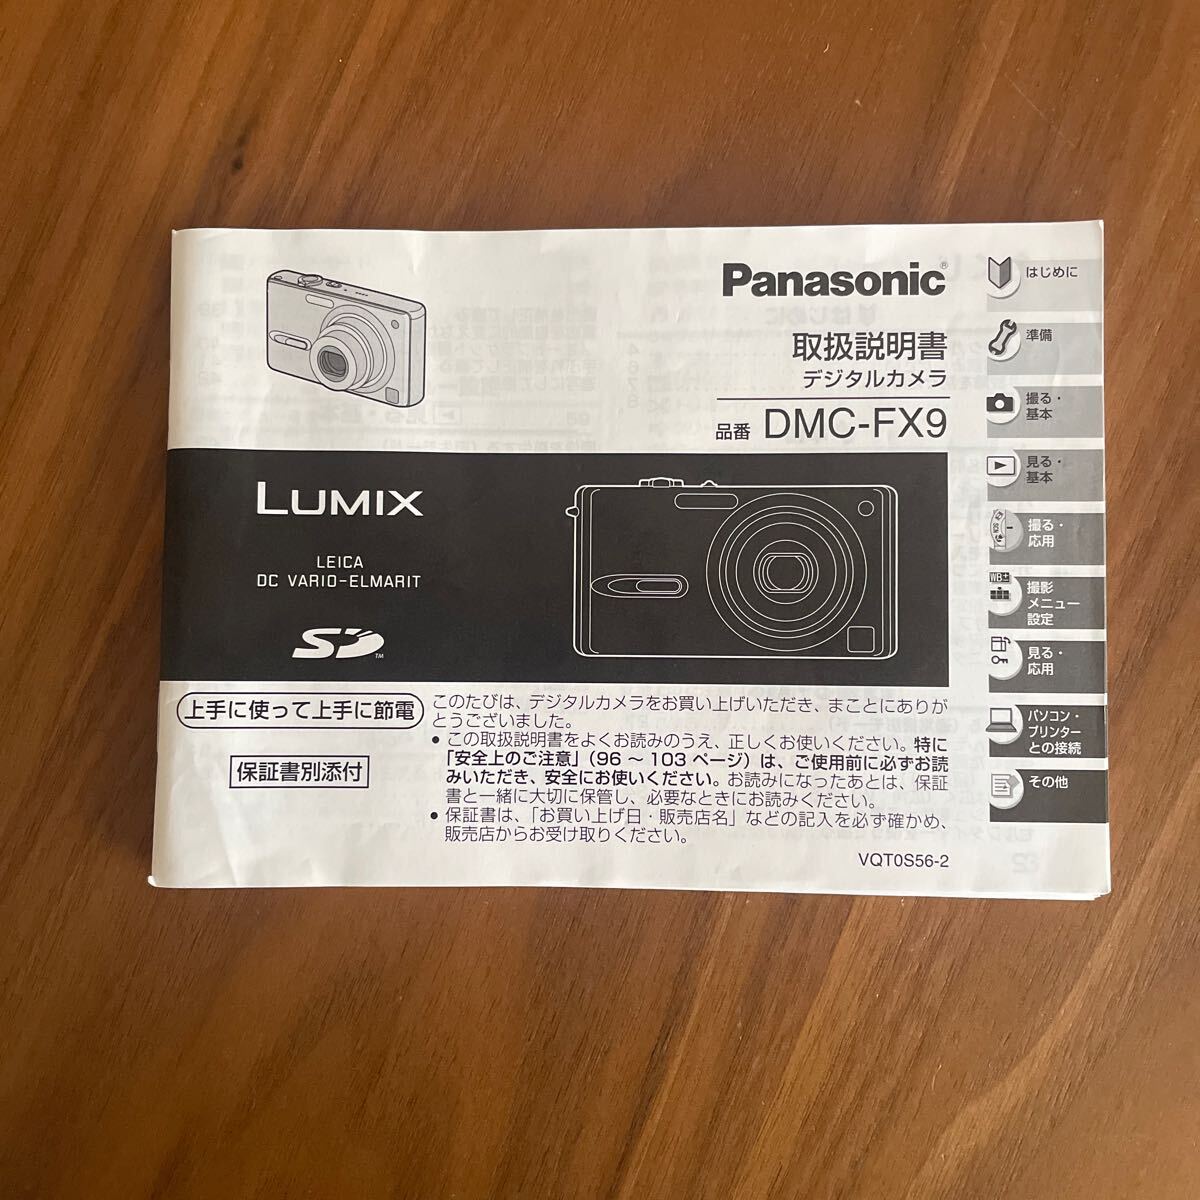 Panasonic®
取扱説明書
デジタルカメラ
品番 DMC-FX9
LUMIX
LEICA
DC VARIO-ELMARIT
SD™
上手に使って上手に節電
保証書別添付
このたびは、デジタルカメラをお買い上げいただき、まことにありが
とうございました。
● この取扱説明書をよくお読みのうえ、正しくお使いください。特に
「安全上のご注意」（96 ～ 103 ページ）は、ご使用前に必ずお読
みいただき、安全にお使いください。お読みになったあとは、保証
書と一緒に大切に保管し、必要なときにお読みください。
● 保証書は、「お買い上げ日・販売店名」などの記入を必ず確かめ、
販売店からお受け取りください。
VQT0S56-2
はじめに
準備
撮る・
基本
見る・
基本
SCN
撮る・
応用
WB±
撮影
メニュー
設定
見る・
応用
パソコン・
プリンター
との接続
その他